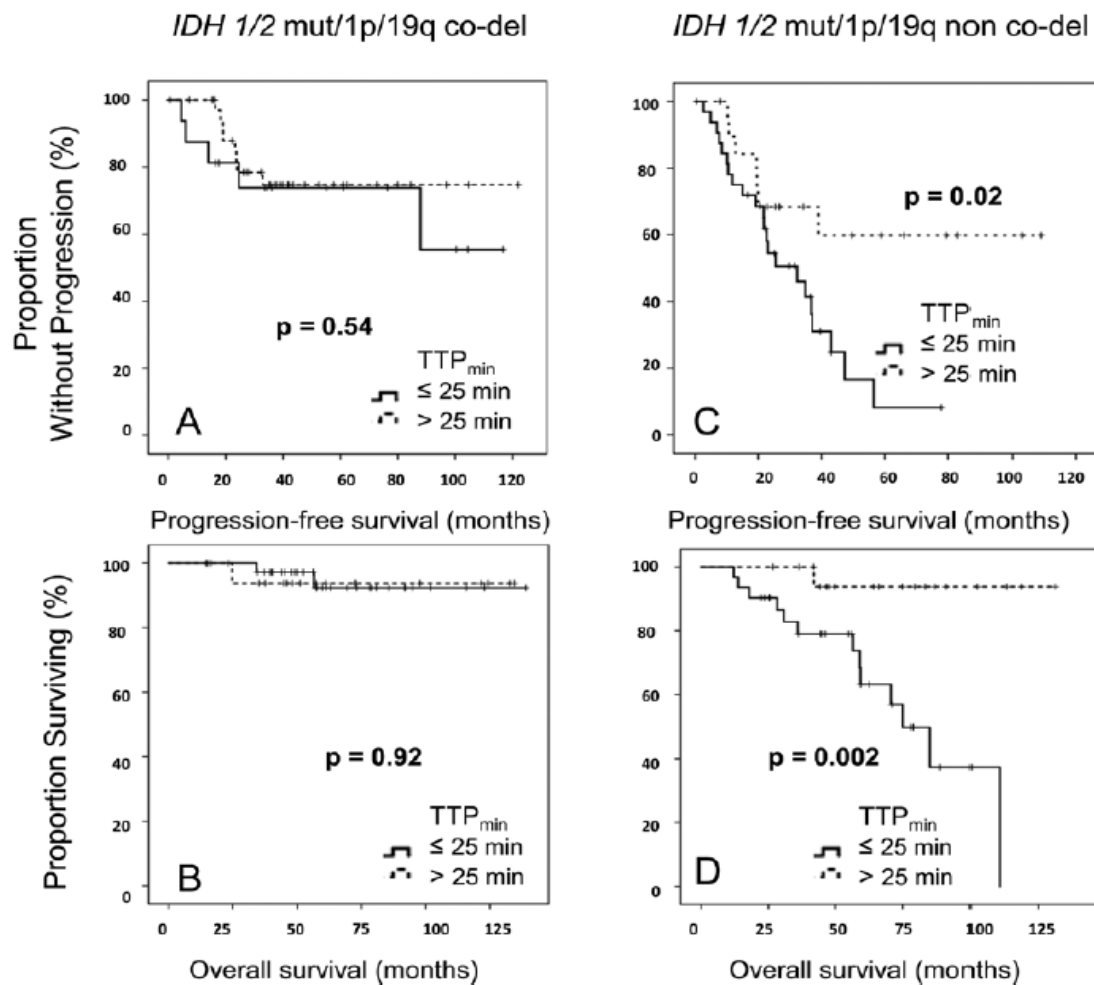 IDH 1/2 mut/1p/19q co-del
IDH 1/2 mut/1p/19q non co-del
Proportion
Without Progression (%)
100
80
60
40
20
0
p = 0.54
TTPmin
≤ 25 min
> 25 min
A
0 20 40 60 80 100 120
Progression-free survival (months)
100
80
60
40
20
0
p = 0.02
TTPmin
≤ 25 min
> 25 min
C
0 20 40 60 80 100 120
Progression-free survival (months)
Proportion Surviving (%)
100
80
60
40
20
0
p = 0.92
TTPmin
≤ 25 min
> 25 min
B
0 25 50 75 100 125
Overall survival (months)
100
80
60
40
20
0
p = 0.002
TTPmin
≤ 25 min
> 25 min
D
0 25 50 75 100 125
Overall survival (months)